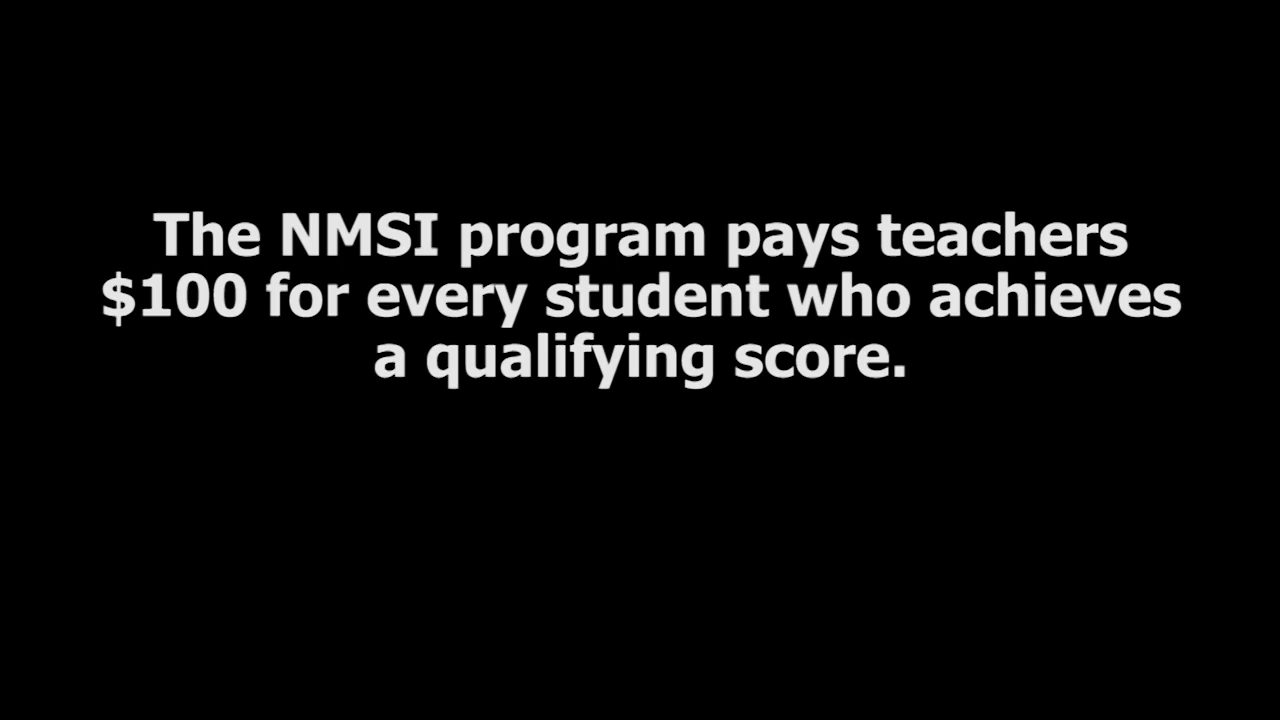 The NMSI program pays teachers
$100 for every student who achieves
a qualifying score.